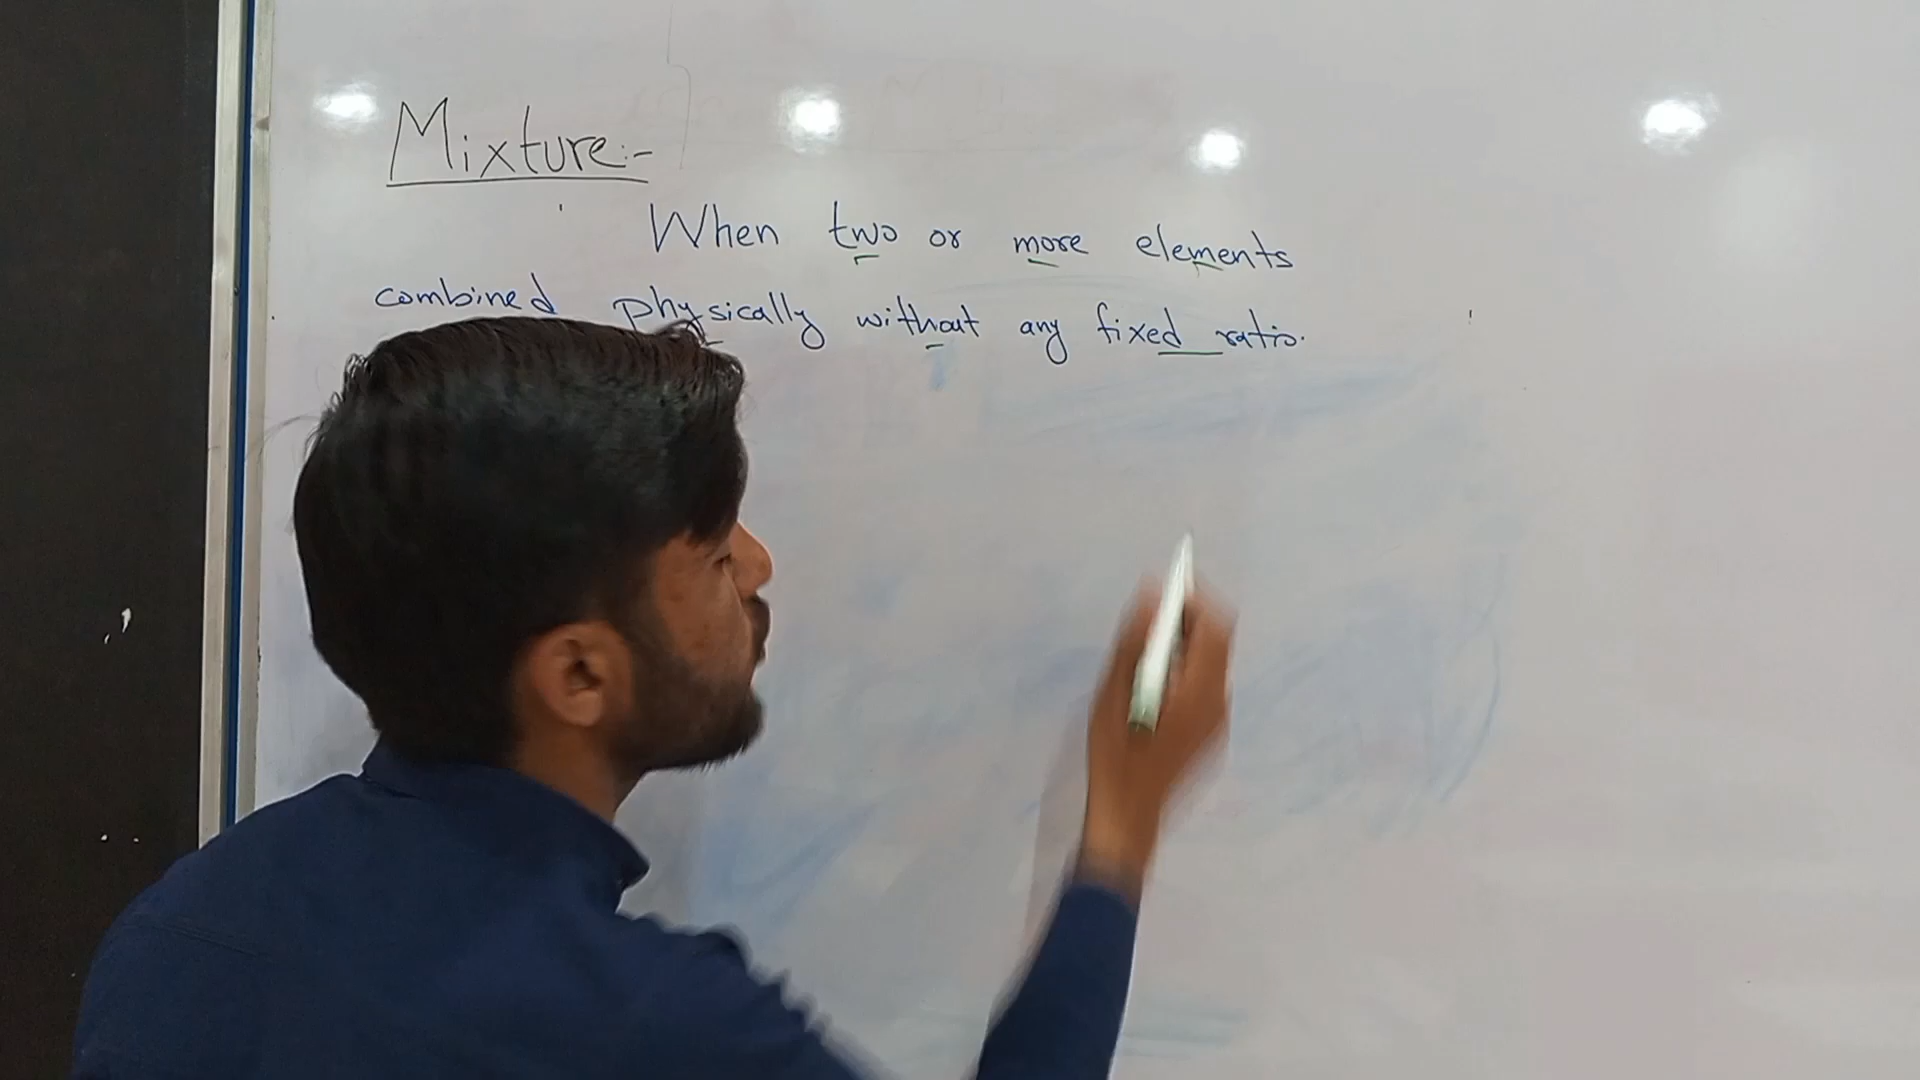 Mixture:-
When two or more elements
combined physically without any fixed ratio.